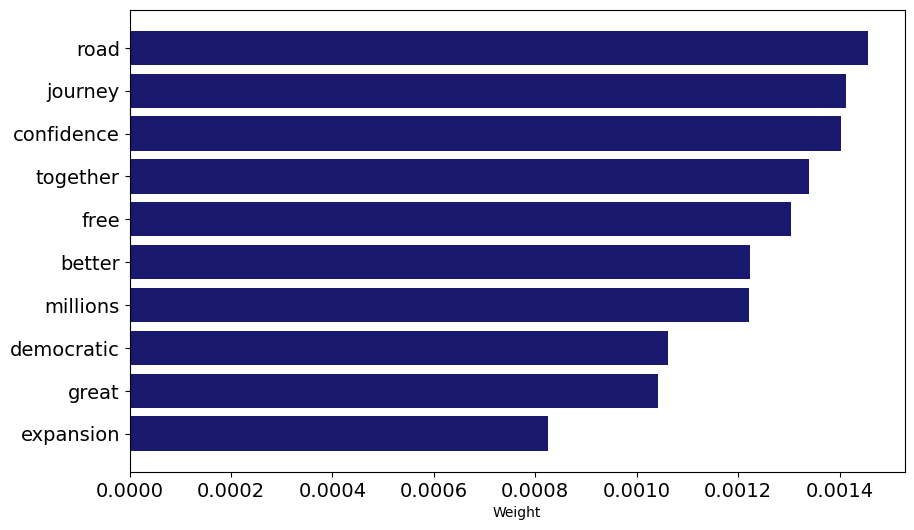 road
journey
confidence
together
free
better
millions
democratic
great
expansion
0.0000 0.0002 0.0004 0.0006 0.0008 0.0010 0.0012 0.0014
Weight